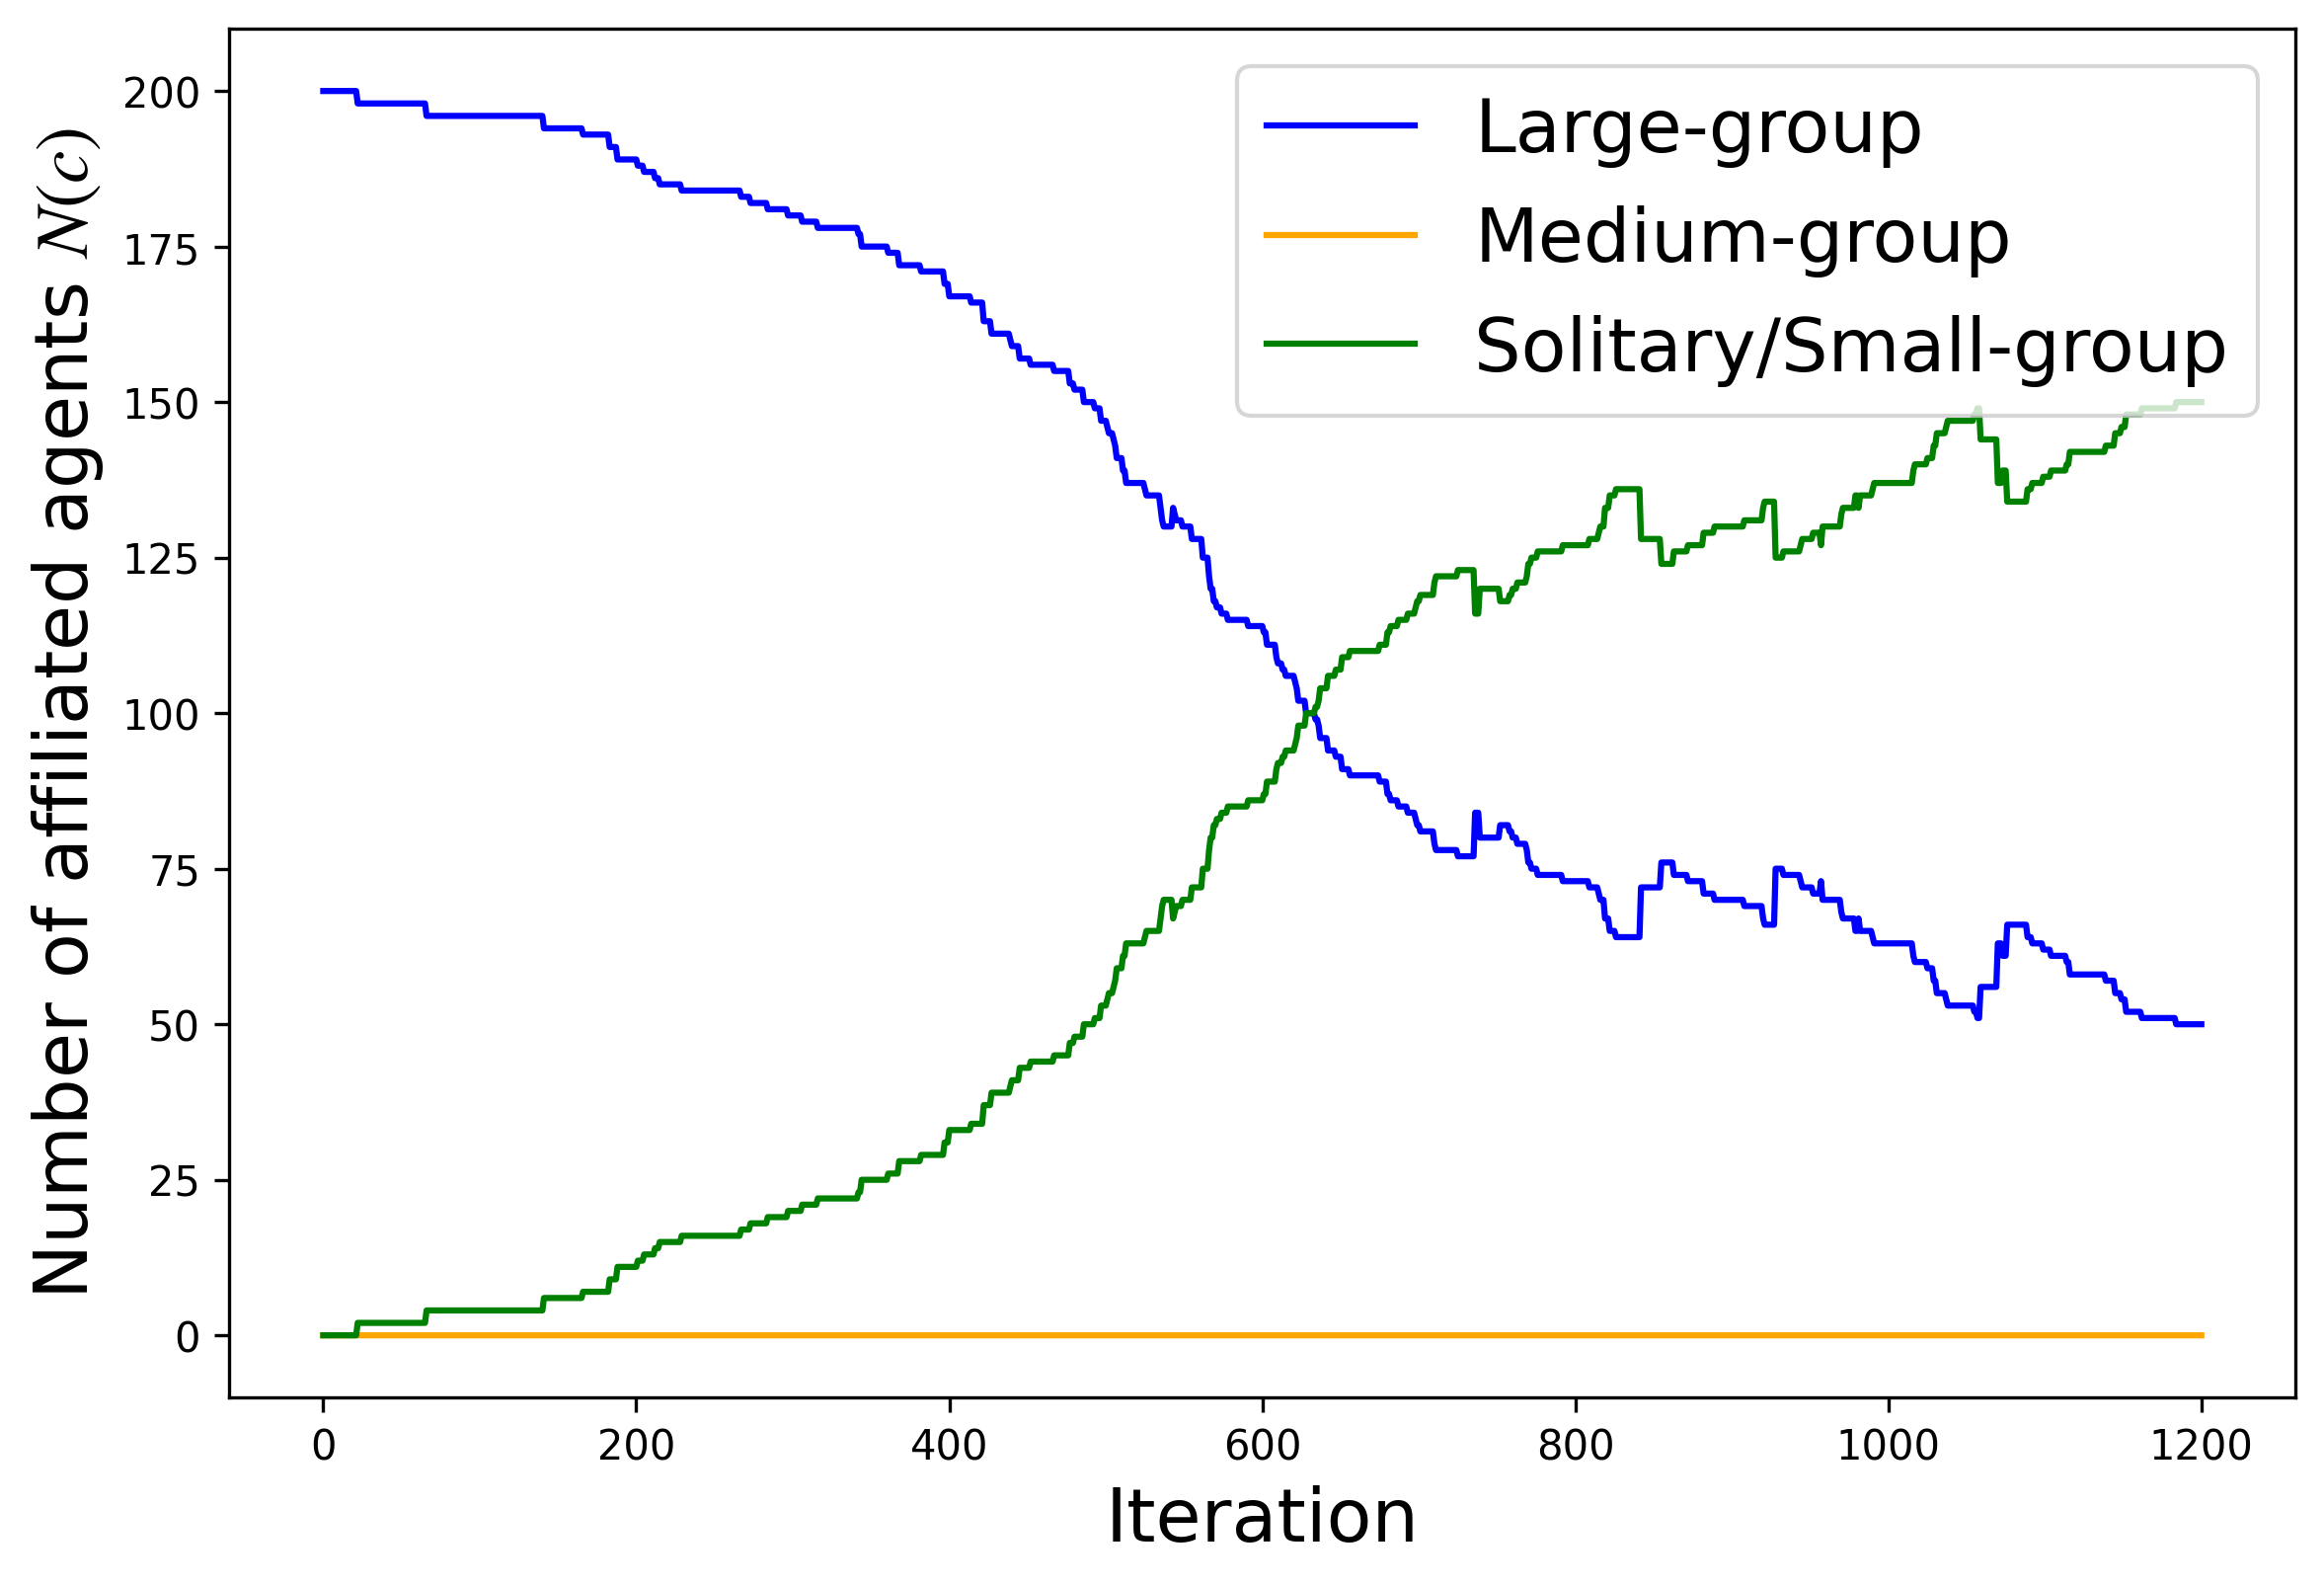 Number of affiliated agents N(c)
200
175
150
125
100
75
50
25
0
Large-group
Medium-group
Solitary/Small-group
0 200 400 600 800 1000 1200
Iteration